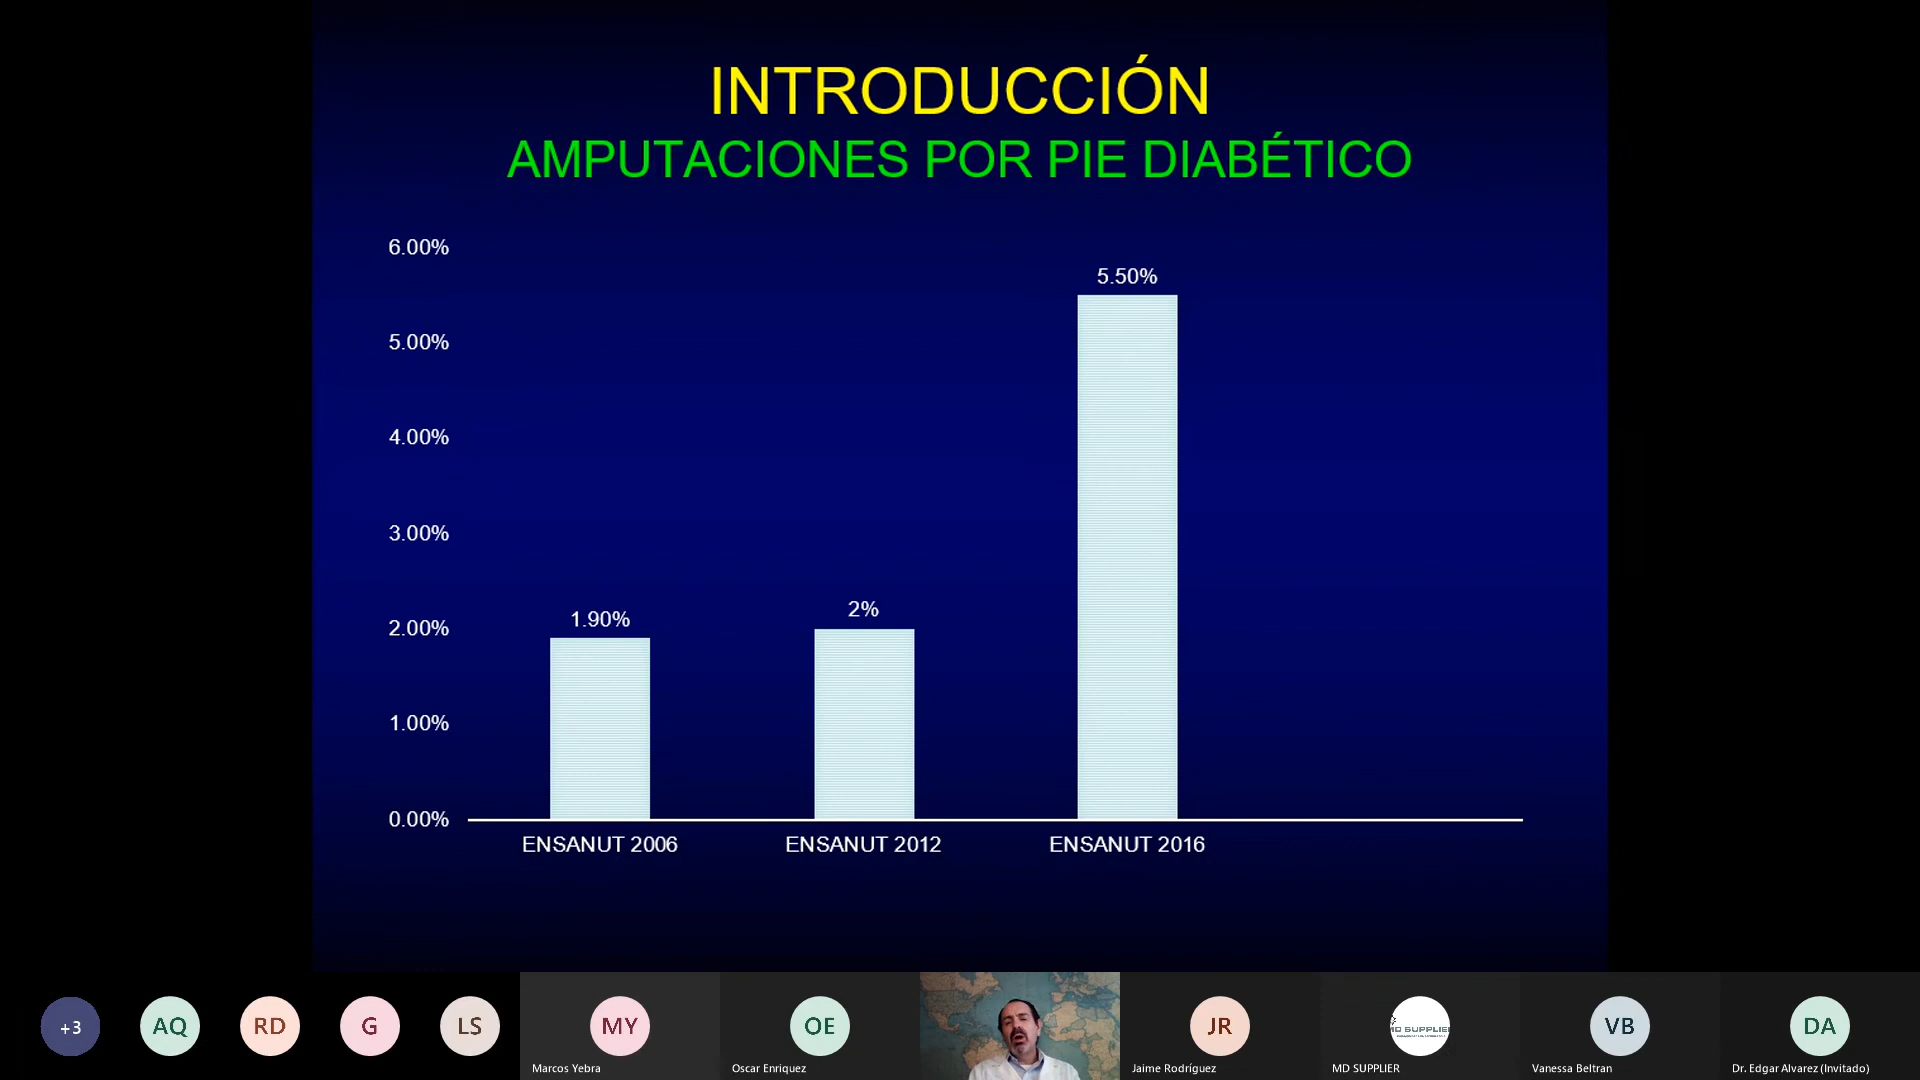 INTRODUCCIÓN
AMPUTACIONES POR PIE DIABÉTICO
6.00%
5.50%
5.00%
4.00%
3.00%
2%
1.90%
2.00%
1.00%
0.00%
ENSANUT 2006 ENSANUT 2012 ENSANUT 2016
+3 AQ RD G LS MY OE JR MD SUPPLIE VB DA
Marcos Yebra Oscar Enriquez Jaime Rodríguez MD SUPPLIER Vanessa Beltran Dr. Edgar Alvarez (Invitado)